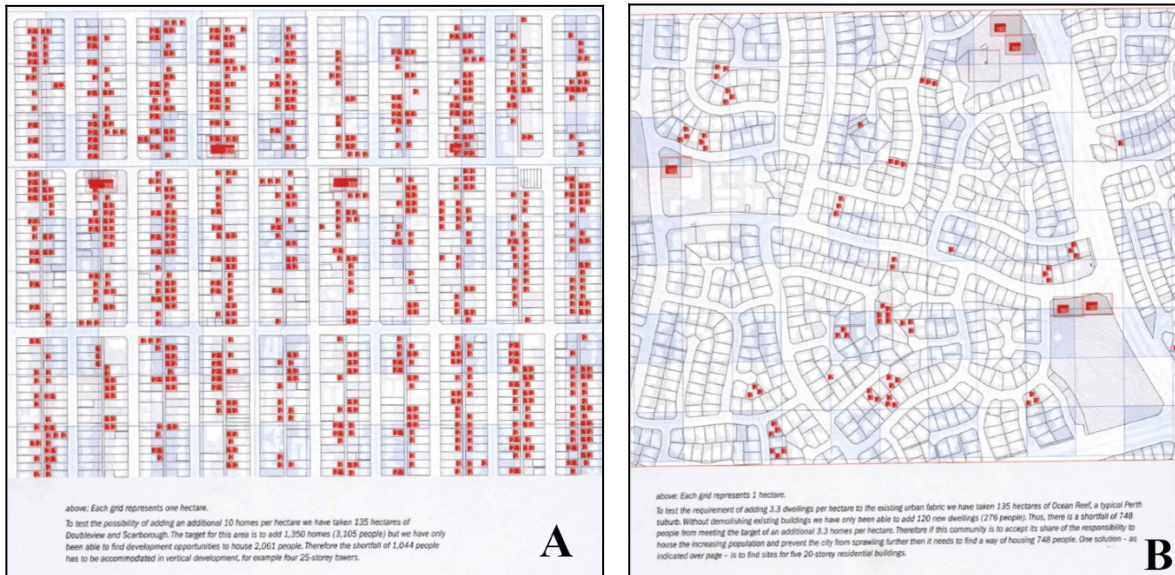 above: Each grid represents one hectare.
To test the possibility of adding an additional 10 homes per hectare we have taken 135 hectares of
Doubleview and Scarborough. The target for this area is to add 1,350 homes (3,105 people) but we have only
been able to find development opportunities to house 2,061 people. Therefore the shortfall of 1,044 people
has to be accommodated in vertical development, for example four 25-storey towers.
A
above: Each grid represents 1 hectare.
To test the requirement of adding 3.3 dwellings per hectare to the existing urban fabric we have taken 135 hectares of Ocean Reef, a typical Perth
suburb. Without demolishing existing buildings we have only been able to add 120 new dwellings (276 people). Thus, there is a shortfall of 748
people from meeting the target of an additional 3.3 homes per hectare. Therefore if this community is to accept its share of the responsibility to
house the increasing population and prevent the city from sprawling further then it needs to find a way of housing 748 people. One solution – as
indicated over page – is to find sites for five 20-storey residential buildings.
B